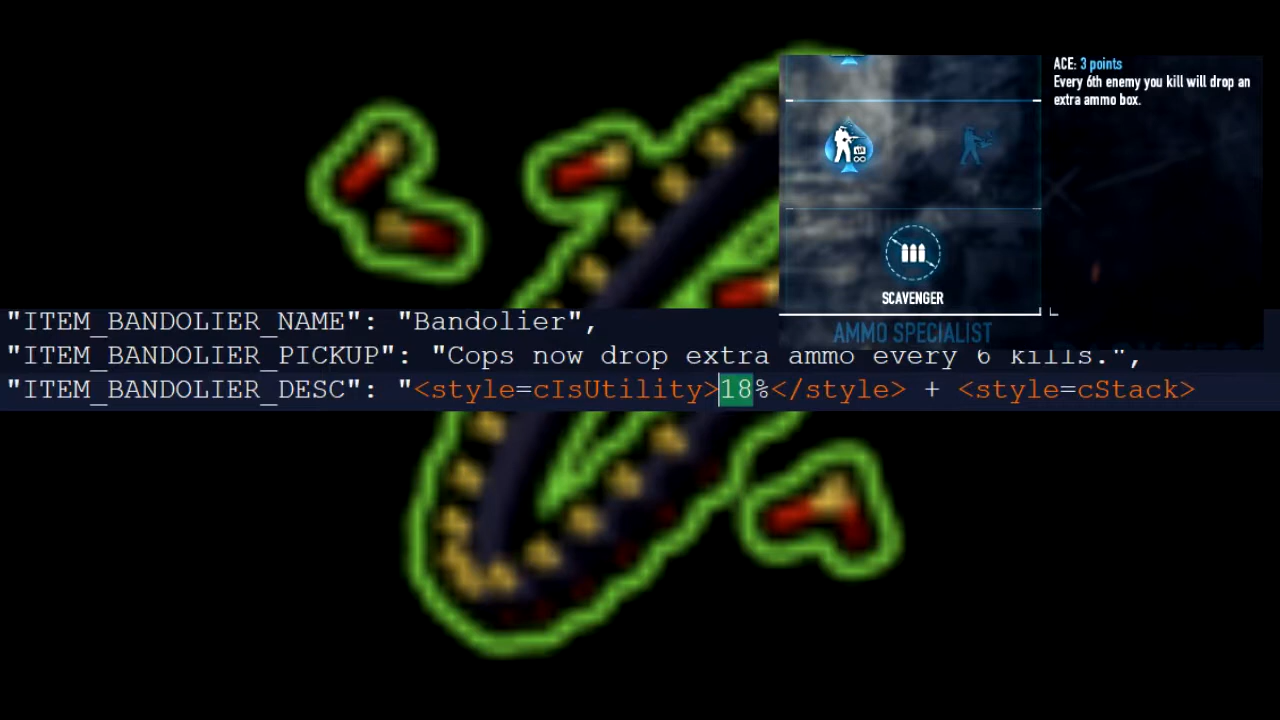 ACE: 3 points
Every 6th enemy you kill will drop an
extra ammo box.
SCAVENGER
AMMO SPECIALIST
"ITEM_BANDOLIER_NAME": "Bandolier",
"ITEM_BANDOLIER_PICKUP": "Cops now drop extra ammo every 6 kills.",
"ITEM_BANDOLIER_DESC": "<style=cIsUtility>18%</style> + <style=cStack>